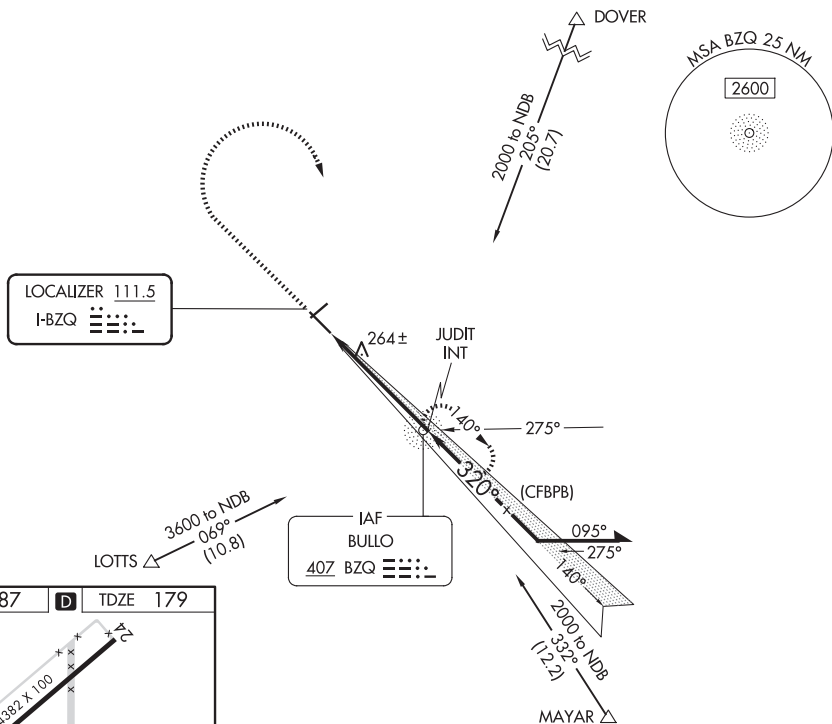 DOVER
MSA BZQ 25 NM
2600
2000 to NDB
205°
(20.7)
LOCALIZER 111.5
I-BZQ
264±
JUDIT
INT
140°
275°
320°
(CFBPB)
3600 to NDB
069°
(10.8)
LOTTS
IAF
BULLO
407 BZQ
095°
275°
140°
2000 to NDB
332°
(12.2)
MAYAR
87 D TDZE 179
24
4382 X 100
x
x
x
x
x